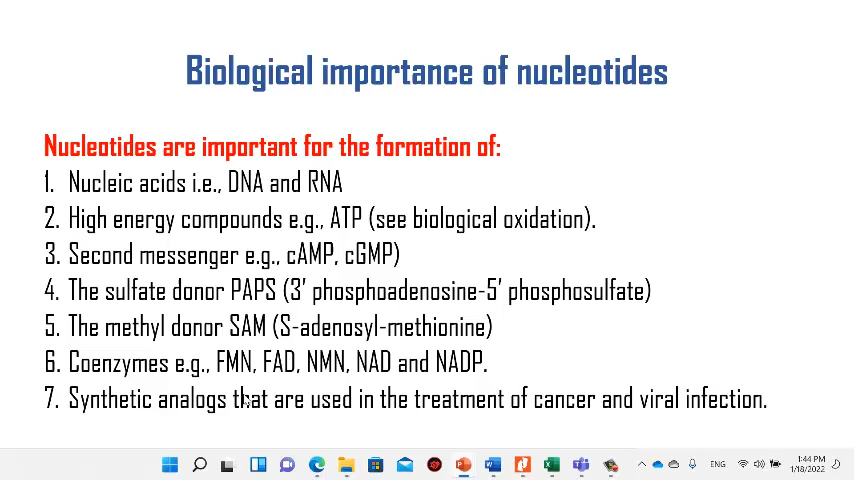 Biological importance of nucleotides
Nucleotides are important for the formation of:
1. Nucleic acids i.e., DNA and RNA
2. High energy compounds e.g., ATP (see biological oxidation).
3. Second messenger e.g., cAMP, cGMP)
4. The sulfate donor PAPS (3' phosphoadenosine-5' phosphosulfate)
5. The methyl donor SAM (S-adenosyl-methionine)
6. Coenzymes e.g., FMN, FAD, NMN, NAD and NADP.
7. Synthetic analogs that are used in the treatment of cancer and viral infection.
ENG
1:44 PM
1/18/2022